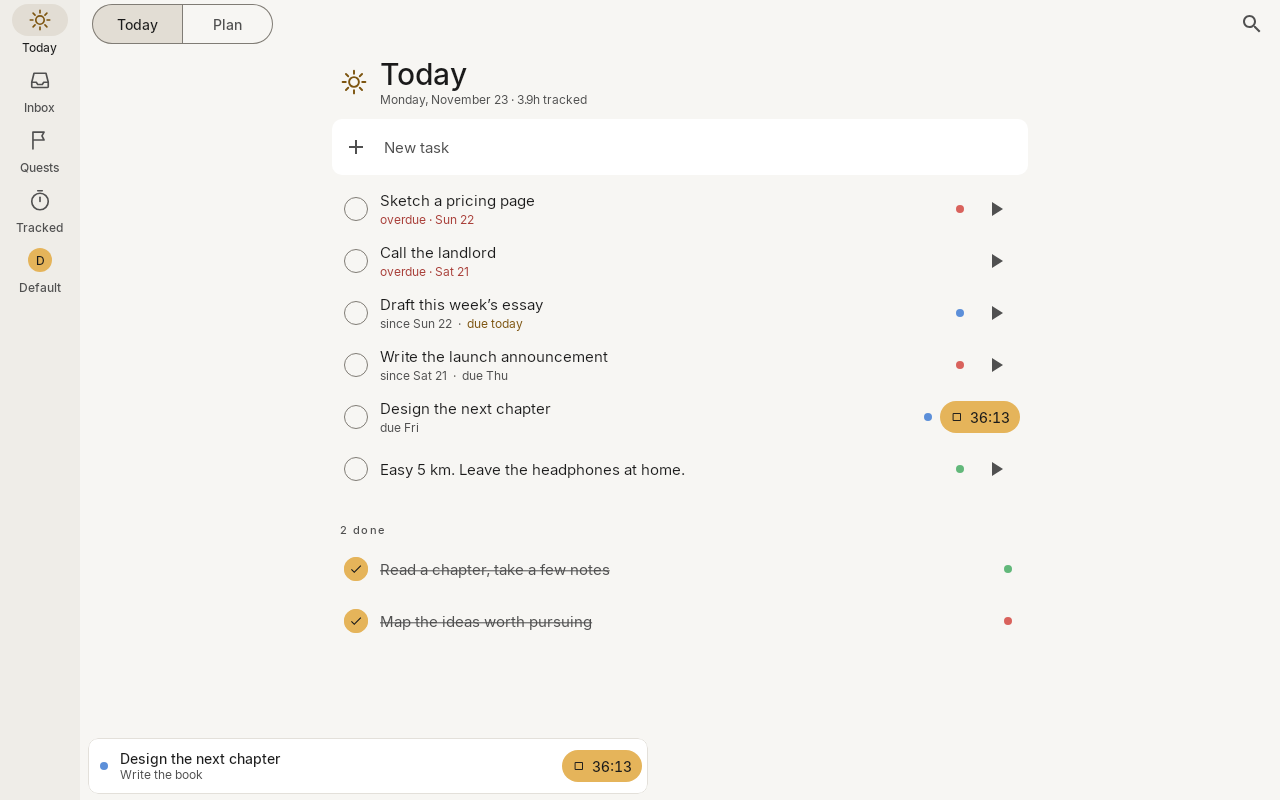 Today
Inbox
Quests
Tracked
D
Default
Today
Plan
Today
Monday, November 23 · 3.9h tracked
New task
Sketch a pricing page
overdue · Sun 22
Call the landlord
overdue · Sat 21
Draft this week’s essay
since Sun 22 · due today
Write the launch announcement
since Sat 21 · due Thu
Design the next chapter
due Fri
36:13
Easy 5 km. Leave the headphones at home.
2 done
Read a chapter, take a few notes
Map the ideas worth pursuing
Design the next chapter
Write the book
36:13